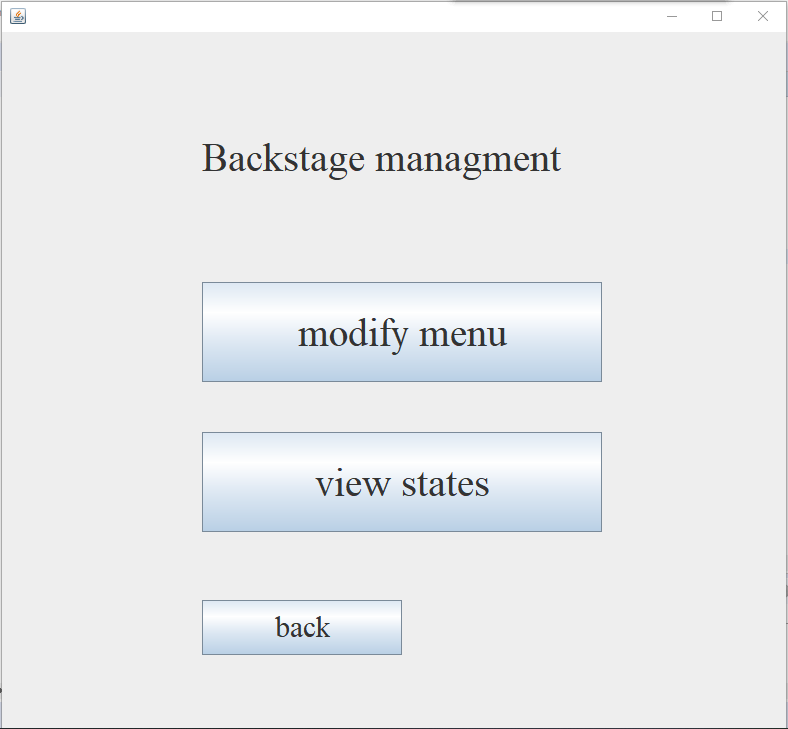 Backstage managment
modify menu
view states
back